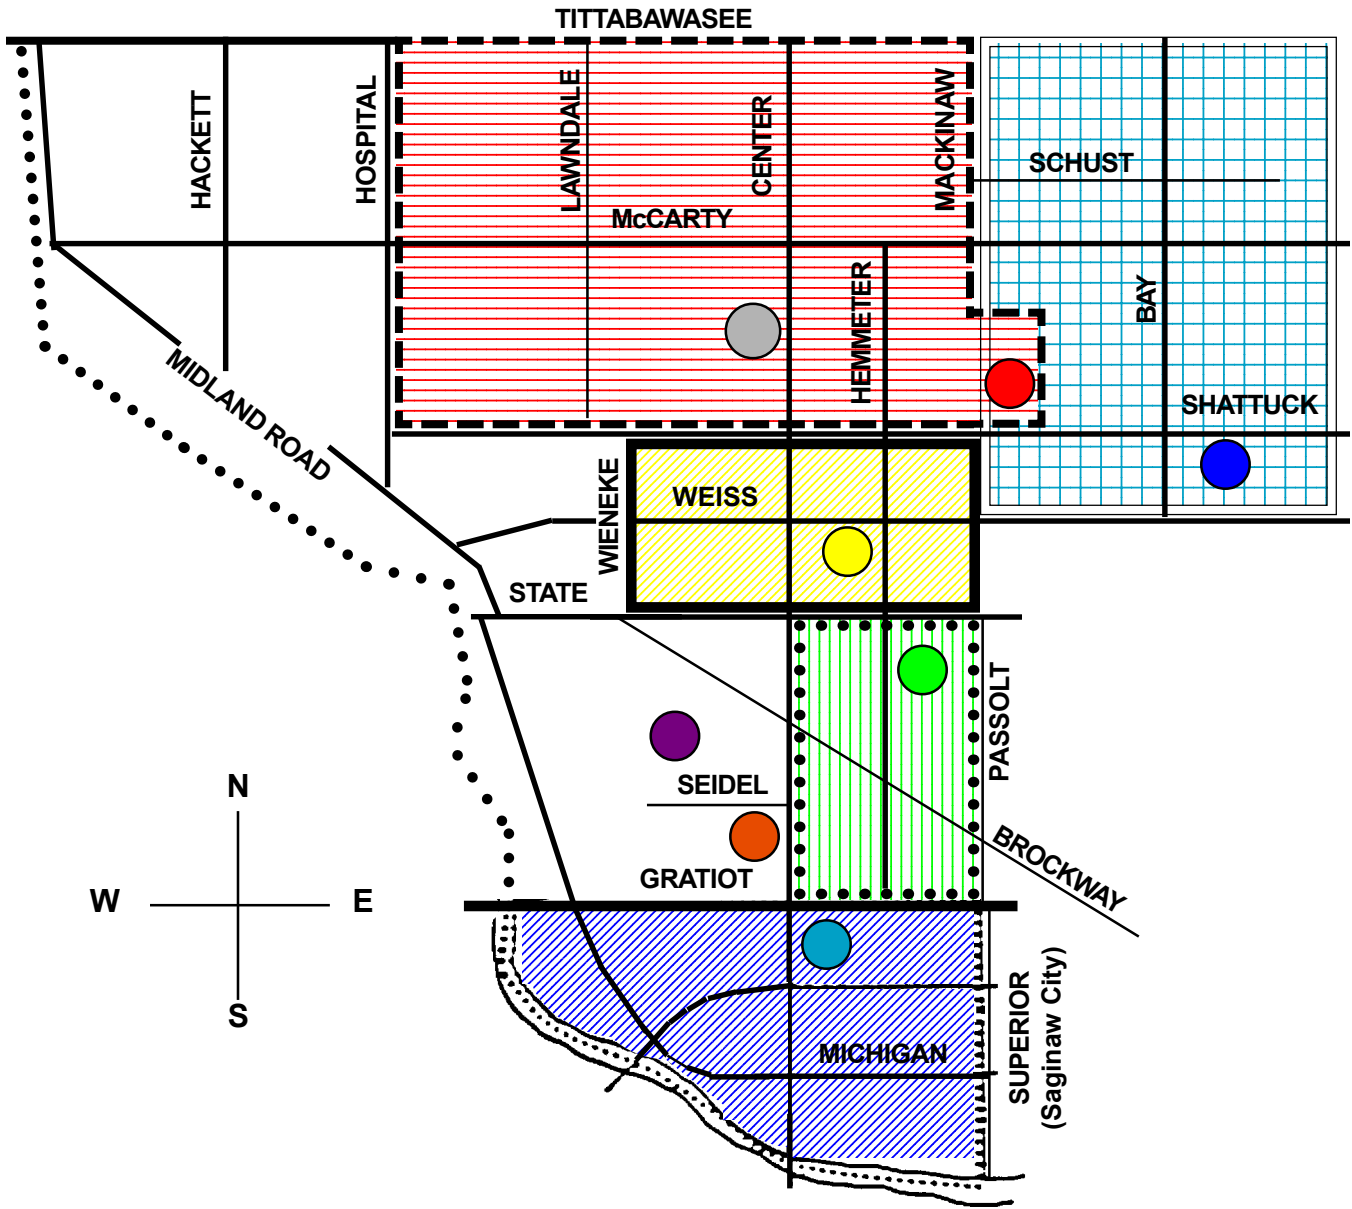 TITTABAWASEE
HACKETT
HOSPITAL
LAWNDALE
CENTER
MACKINAW
SCHUST
McCARTY
HEMMETER
BAY
MIDLAND ROAD
SHATTUCK
WIENEKE
WEISS
STATE
PASSOLT
SEIDEL
BROCKWAY
GRATIOT
N
W
E
S
MICHIGAN
SUPERIOR
(Saginaw City)